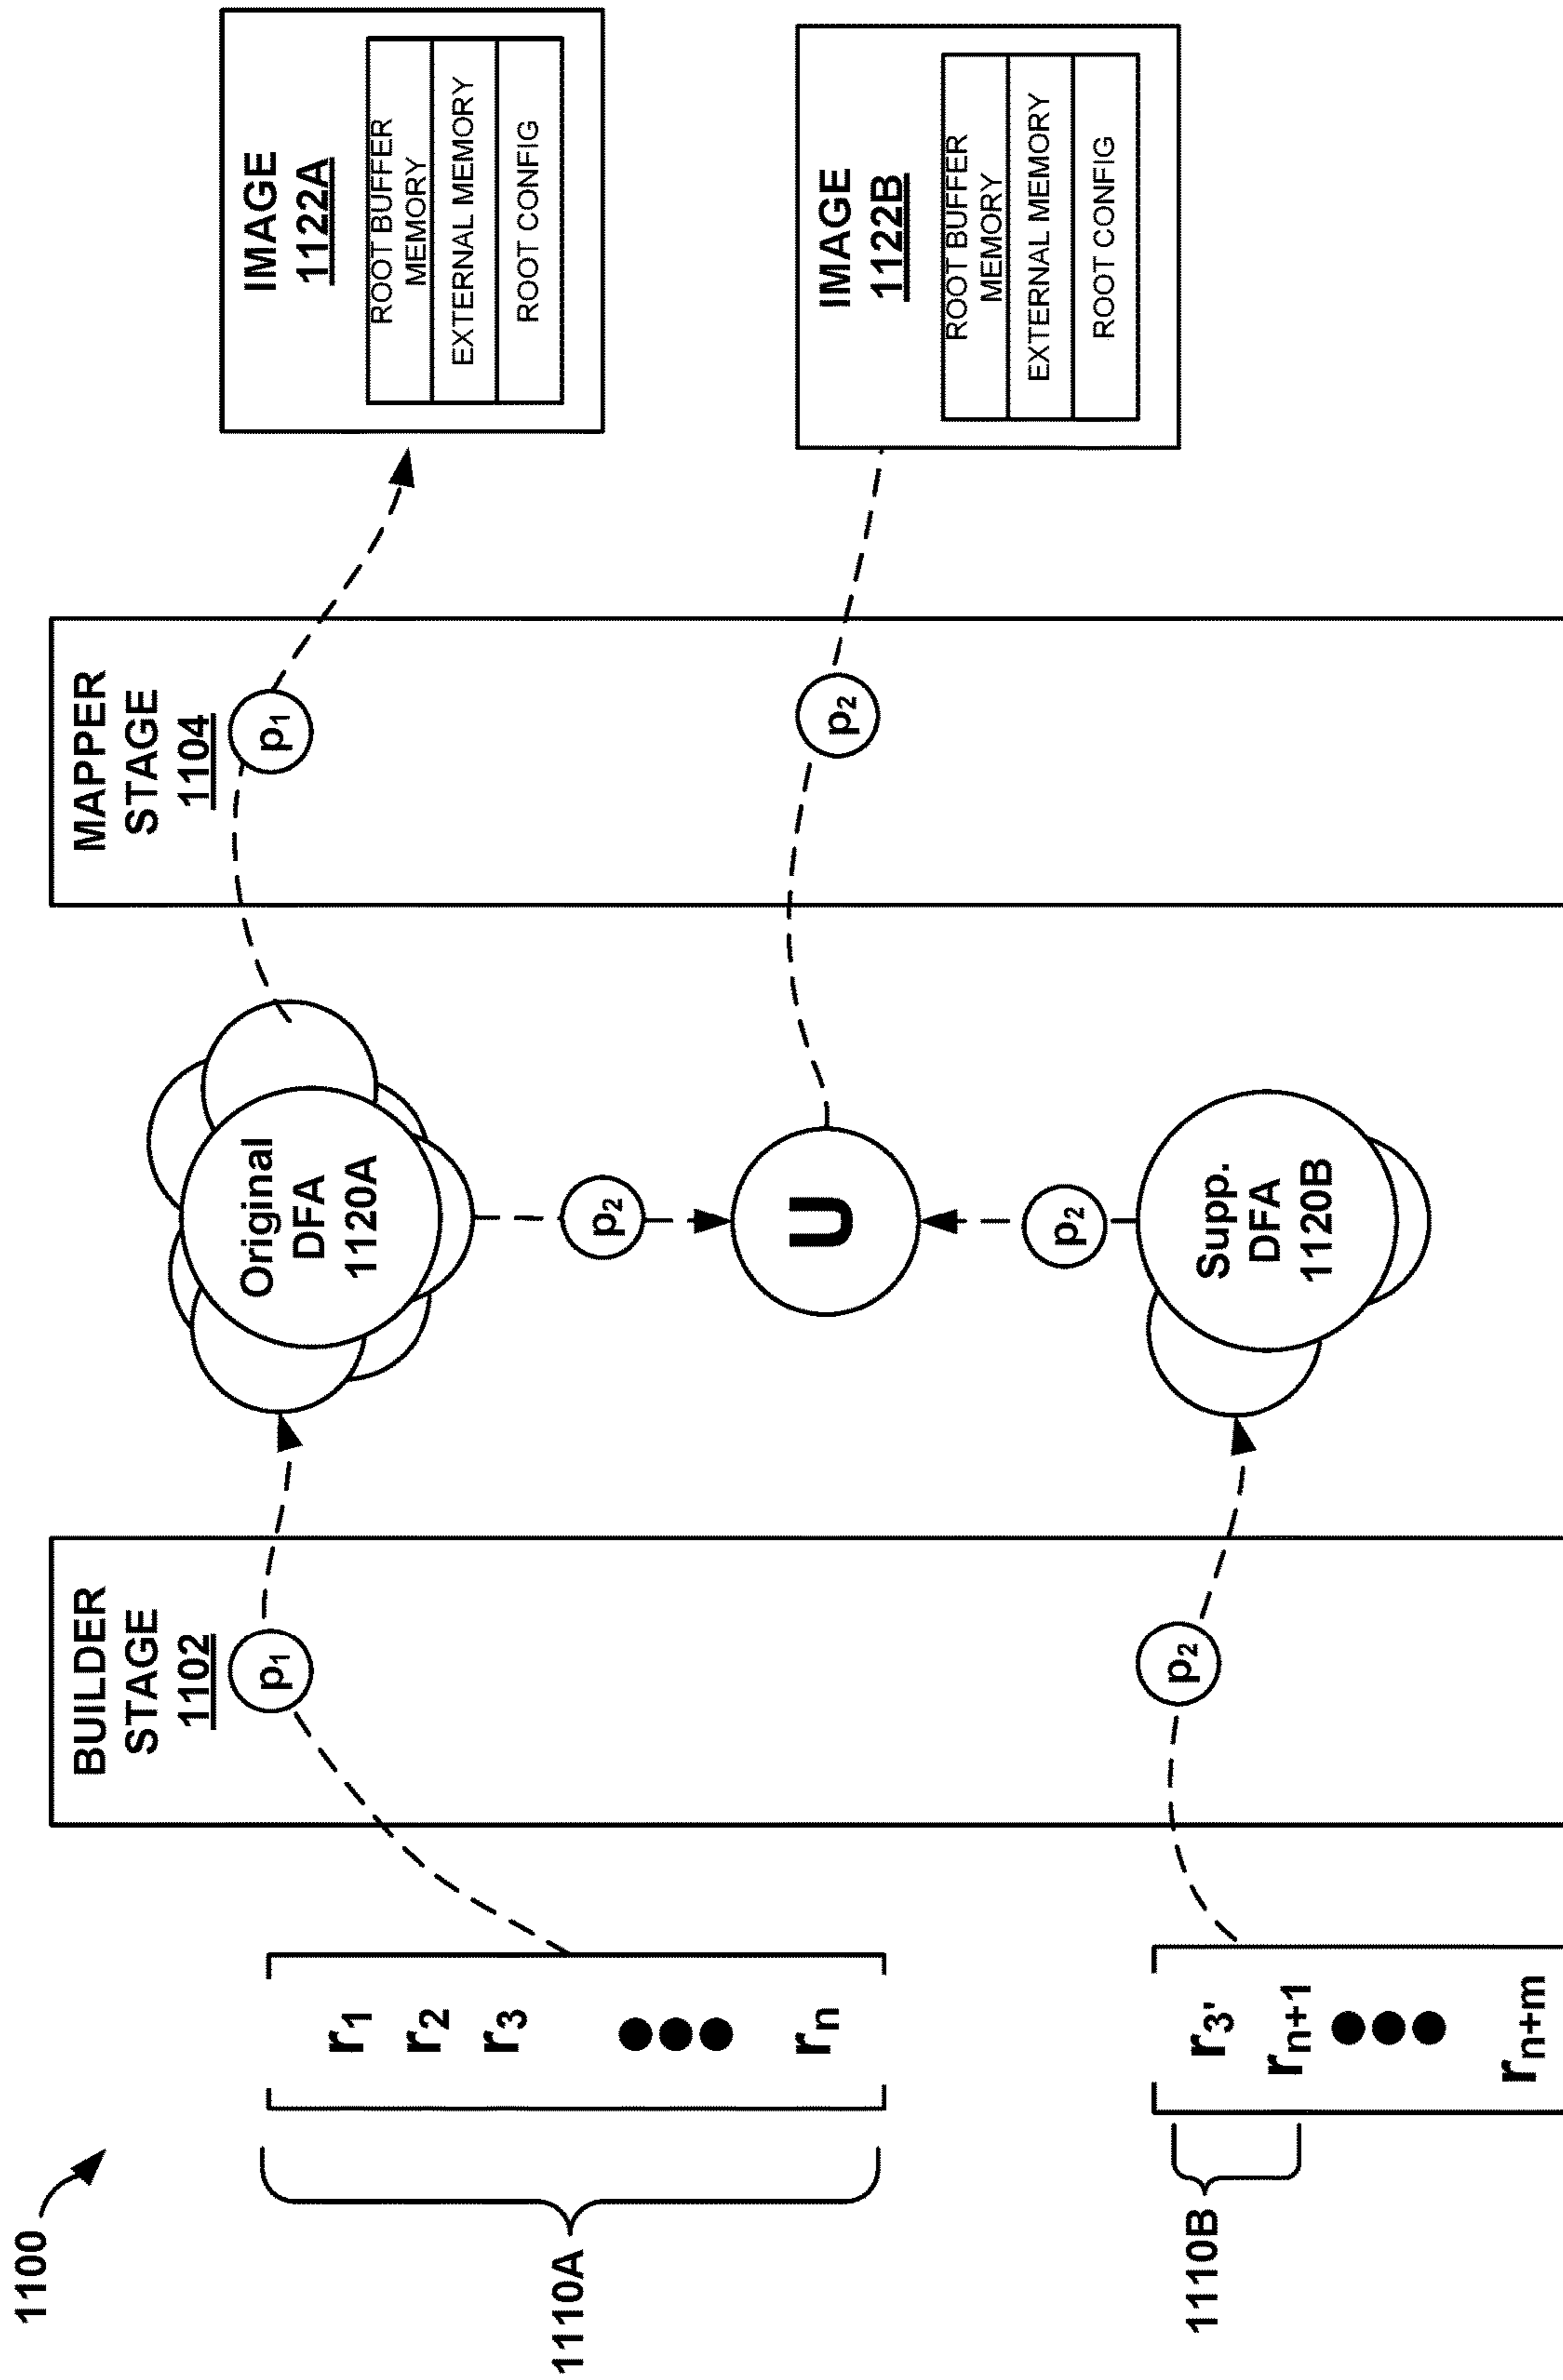 1100
BUILDER
STAGE
1102
MAPPER
STAGE
1104
IMAGE
1122A
ROOT BUFFER
MEMORY
EXTERNAL MEMORY
ROOT CONFIG
1110A
r1
r2
r3
rn
p1
Original
DFA
1120A
p1
p2
U
p2
IMAGE
1122B
ROOT BUFFER
MEMORY
EXTERNAL MEMORY
ROOT CONFIG
1110B
r3'
rn+1
rn+m
p2
Supp.
DFA
1120B
p2